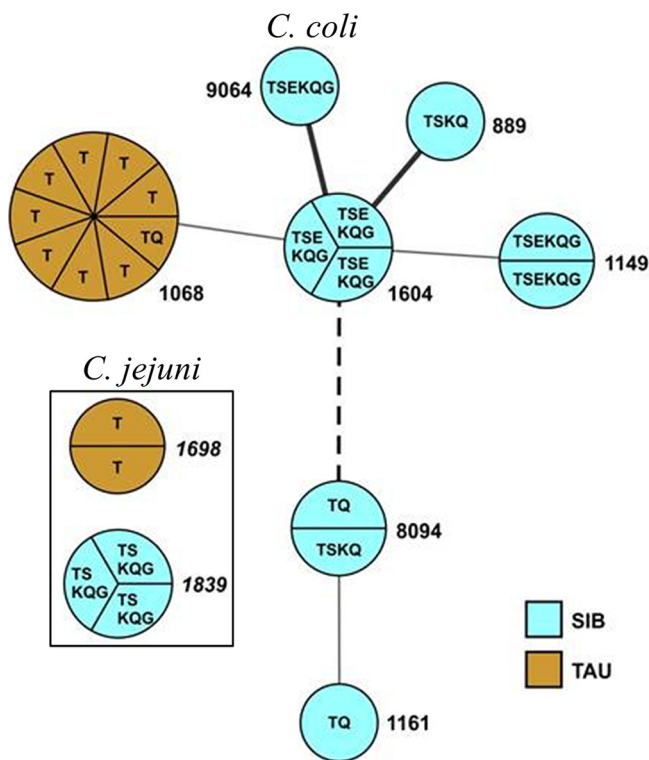 C. coli
9064
TSEKQG
TSKQ
889
T
T
T
T
T
TQ
T
T
T
1068
TSE
KQG
TSE
KQG
TSE
KQG
1604
TSEKQG
TSEKQG
1149
C. jejuni
T
T
1698
TS
KQG
TS
KQG
TS
KQG
1839
TQ
TSKQ
8094
TQ
1161
SIB
TAU